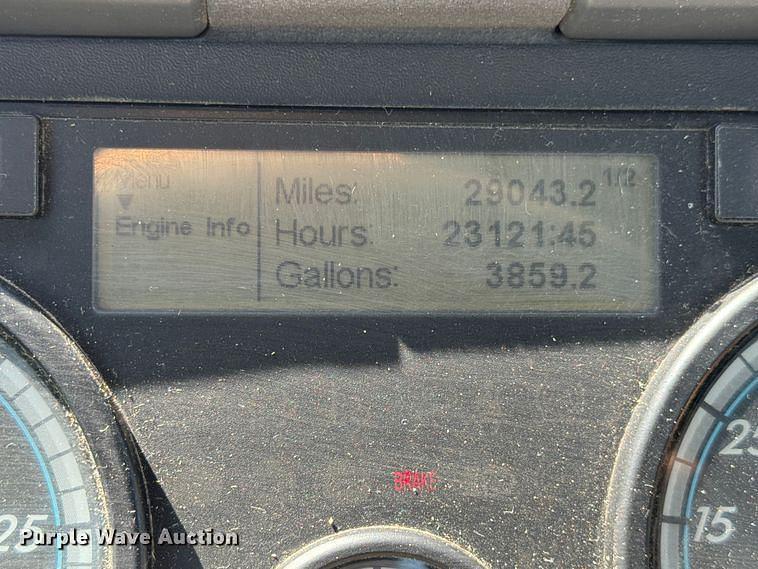 Menu 1/2
Engine Info
Miles: 29043.2
Hours: 23121:45
Gallons: 3859.2
BRAKE
25
25
15
Purple Wave Auction